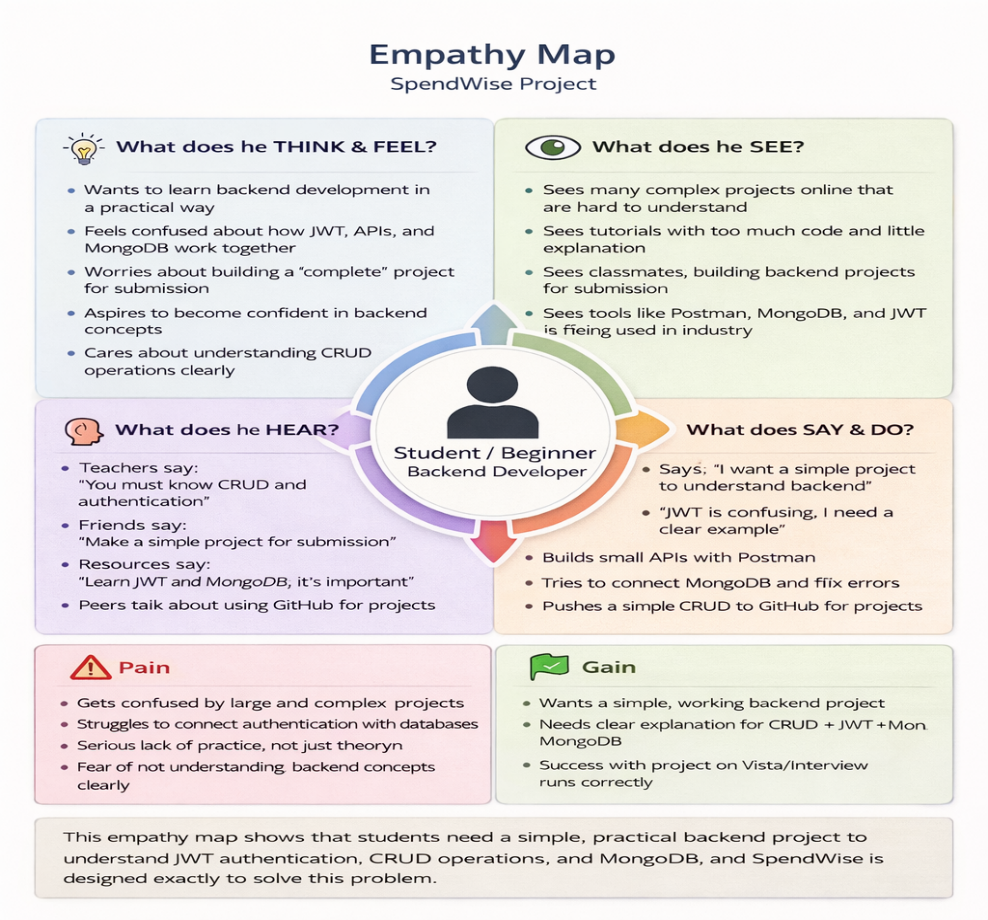 Empathy Map
SpendWise Project
What does he THINK & FEEL?
• Wants to learn backend development in
a practical way
• Feels confused about how JWT, APIs, and
MongoDB work together
• Worries about building a "complete" project
for submission
• Aspires to become confident in backend
concepts
• Cares about understanding CRUD
operations clearly
What does he SEE?
• Sees many complex projects online that
are hard to understand
• Sees tutorials with too much code and little
explanation
• Sees classmates, building backend projects
for submission
• Sees tools like Postman, MongoDB, and JWT
is ffeing used in industry
Student / Beginner
Backend Developer
What does he HEAR?
• Teachers say:
"You must know CRUD and
authentication"
• Friends say:
"Make a simple project for submission"
• Resources say:
"Learn JWT and MongoDB, it's important"
• Peers taik about using GitHub for projects
What does SAY & DO?
• Says: "I want a simple project
to understand backend"
• "JWT is confusing, I need a
clear example"
• Builds small APIs with Postman
• Tries to connect MongoDB and ffix errors
• Pushes a simple CRUD to GitHub for projects
Pain
• Gets confused by large and complex projects
• Struggles to connect authentication with databases
• Serious lack of practice, not just theoryn
• Fear of not understanding backend concepts
clearly
Gain
• Wants a simple, working backend project
• Needs clear explanation for CRUD + JWT +Mon
MongoDB
• Success with project on Vista/Interview
runs correctly
This empathy map shows that students need a simple, practical backend project to
understand JWT authentication, CRUD operations, and MongoDB, and SpendWise is
designed exactly to solve this problem.